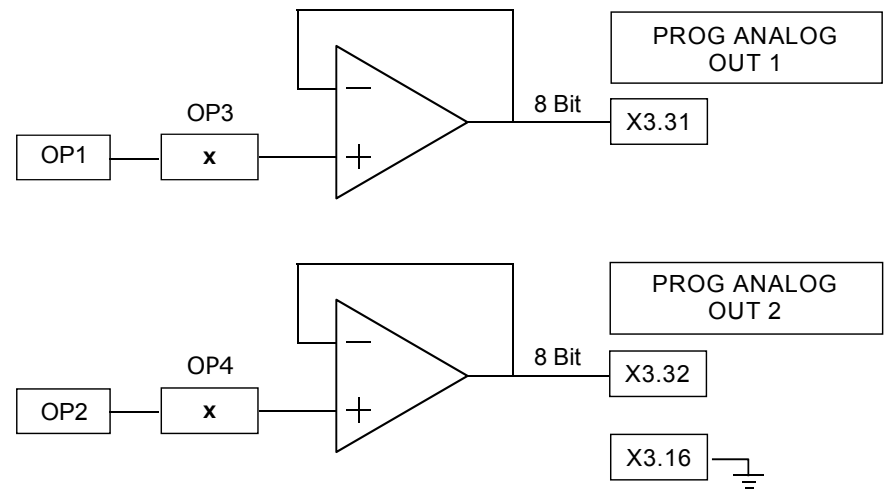 PROG ANALOG
OUT 1
OP3
8 Bit
X3.31
OP1
x
−
+
PROG ANALOG
OUT 2
OP4
8 Bit
X3.32
OP2
x
−
+
X3.16